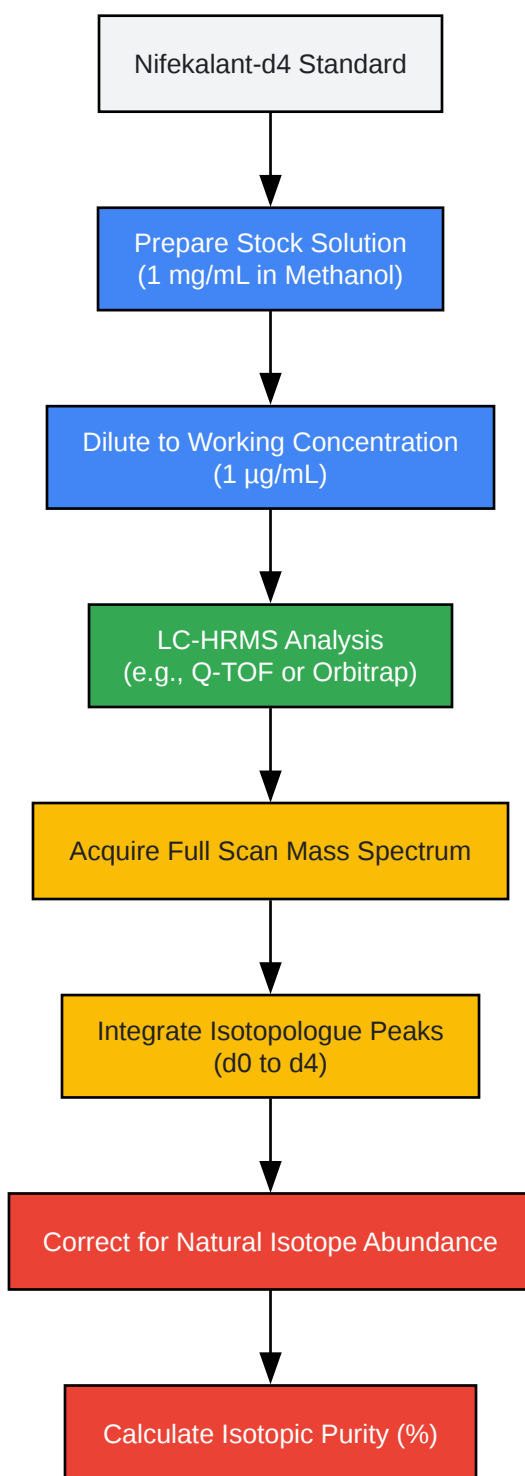 Nifekalant-d4 Standard
Prepare Stock Solution
(1 mg/mL in Methanol)
Dilute to Working Concentration
(1 µg/mL)
LC-HRMS Analysis
(e.g., Q-TOF or Orbitrap)
Acquire Full Scan Mass Spectrum
Integrate Isotopologue Peaks
(d0 to d4)
Correct for Natural Isotope Abundance
Calculate Isotopic Purity (%)